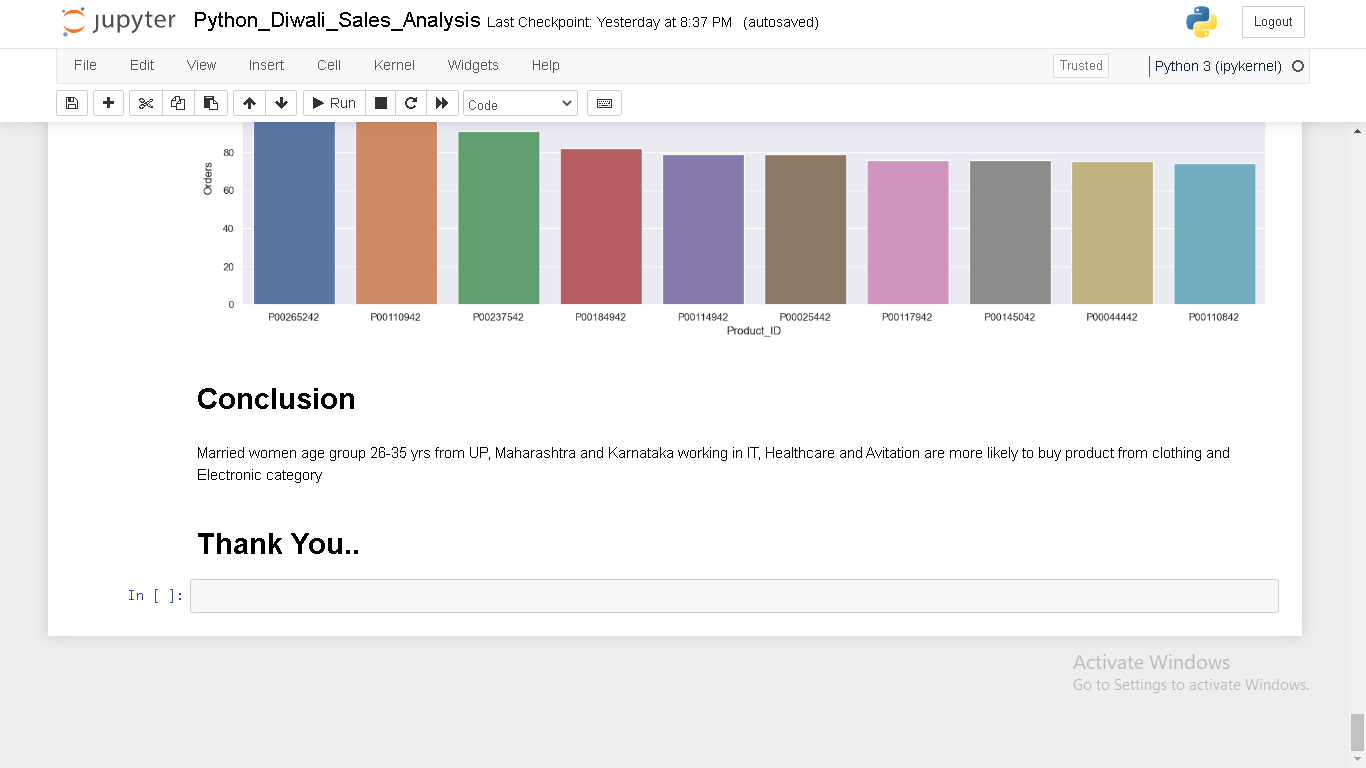 jupyter Python_Diwali_Sales_Analysis Last Checkpoint: Yesterday at 8:37 PM (autosaved) Logout
File Edit View Insert Cell Kernel Widgets Help Trusted Python 3 (ipykernel)
Run Code
80
60
40
20
0
Orders
P00265242 P00110942 P00237542 P00184942 P00114942 P00025442 P00117942 P00145042 P00044442 P00110842
Product_ID
Conclusion
Married women age group 26-35 yrs from UP, Maharashtra and Karnataka working in IT, Healthcare and Avitation are more likely to buy product from clothing and
Electronic category
Thank You..
In [ ]:
Activate Windows
Go to Settings to activate Windows.